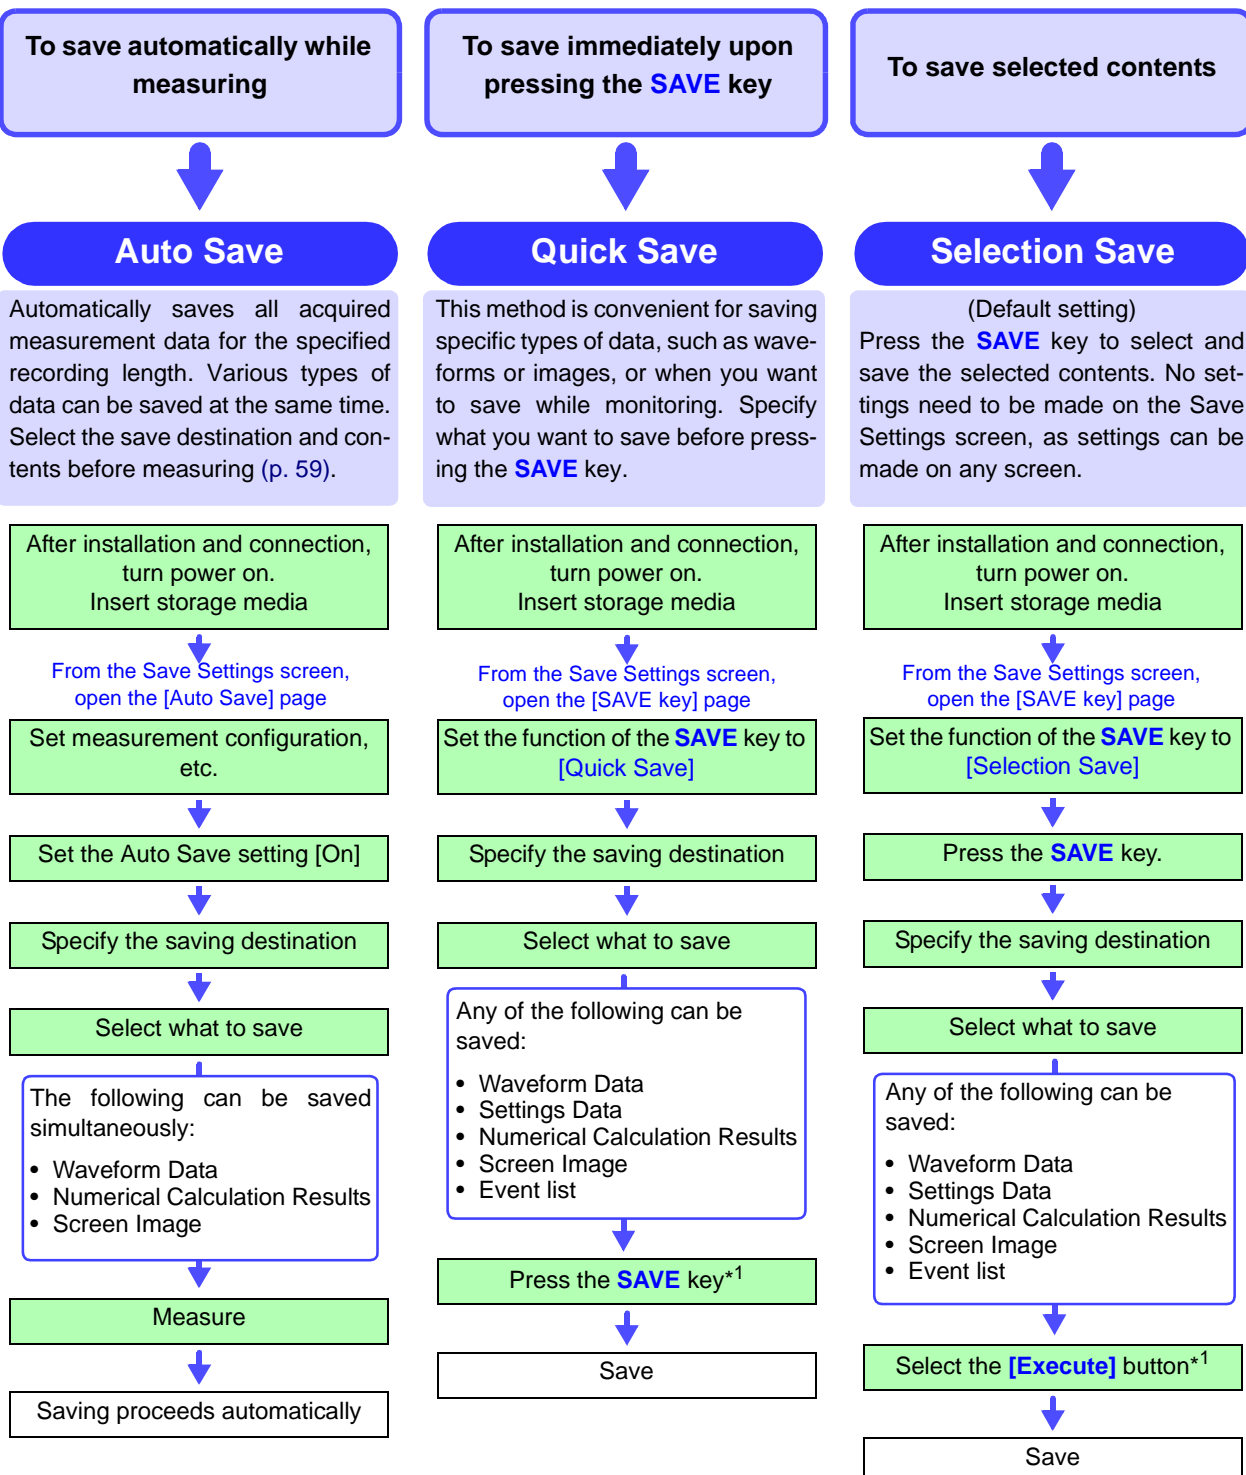 To save automatically while
measuring
Auto Save
Automatically saves all acquired
measurement data for the specified
recording length. Various types of
data can be saved at the same time.
Select the save destination and con-
tents before measuring (p. 59).
After installation and connection,
turn power on.
Insert storage media
From the Save Settings screen,
open the [Auto Save] page
Set measurement configuration,
etc.
Set the Auto Save setting [On]
Specify the saving destination
Select what to save
The following can be saved
simultaneously:
• Waveform Data
• Numerical Calculation Results
• Screen Image
Measure
Saving proceeds automatically
To save immediately upon
pressing the SAVE key
Quick Save
This method is convenient for saving
specific types of data, such as wave-
forms or images, or when you want
to save while monitoring. Specify
what you want to save before press-
ing the SAVE key.
After installation and connection,
turn power on.
Insert storage media
From the Save Settings screen,
open the [SAVE key] page
Set the function of the SAVE key to
[Quick Save]
Specify the saving destination
Select what to save
Any of the following can be
saved:
• Waveform Data
• Settings Data
• Numerical Calculation Results
• Screen Image
• Event list
Press the SAVE key*1
Save
To save selected contents
Selection Save
(Default setting)
Press the SAVE key to select and
save the selected contents. No set-
tings need to be made on the Save
Settings screen, as settings can be
made on any screen.
After installation and connection,
turn power on.
Insert storage media
From the Save Settings screen,
open the [SAVE key] page
Set the function of the SAVE key to
[Selection Save]
Press the SAVE key.
Specify the saving destination
Select what to save
Any of the following can be
saved:
• Waveform Data
• Settings Data
• Numerical Calculation Results
• Screen Image
• Event list
Select the [Execute] button*1
Save